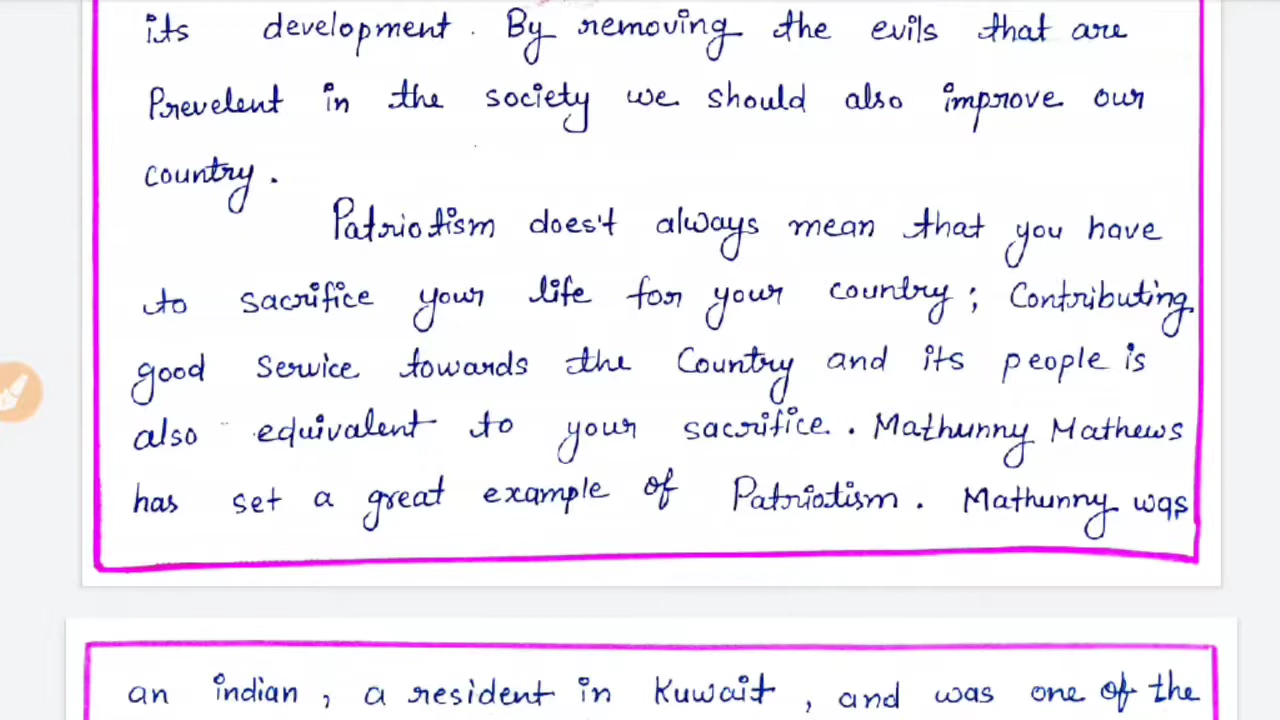 its development. By removing the evils that are
Prevelent in the society we should also improve our
country.
Patriotism does't always mean that you have
to sacrifice your life for your country; Contributing
good Service towards the Country and its people is
also equivalent to your sacrifice. Mathunny Mathews
has set a great example of Patriotism. Mathunny was
an indian, a resident in Kuwait, and was one of the